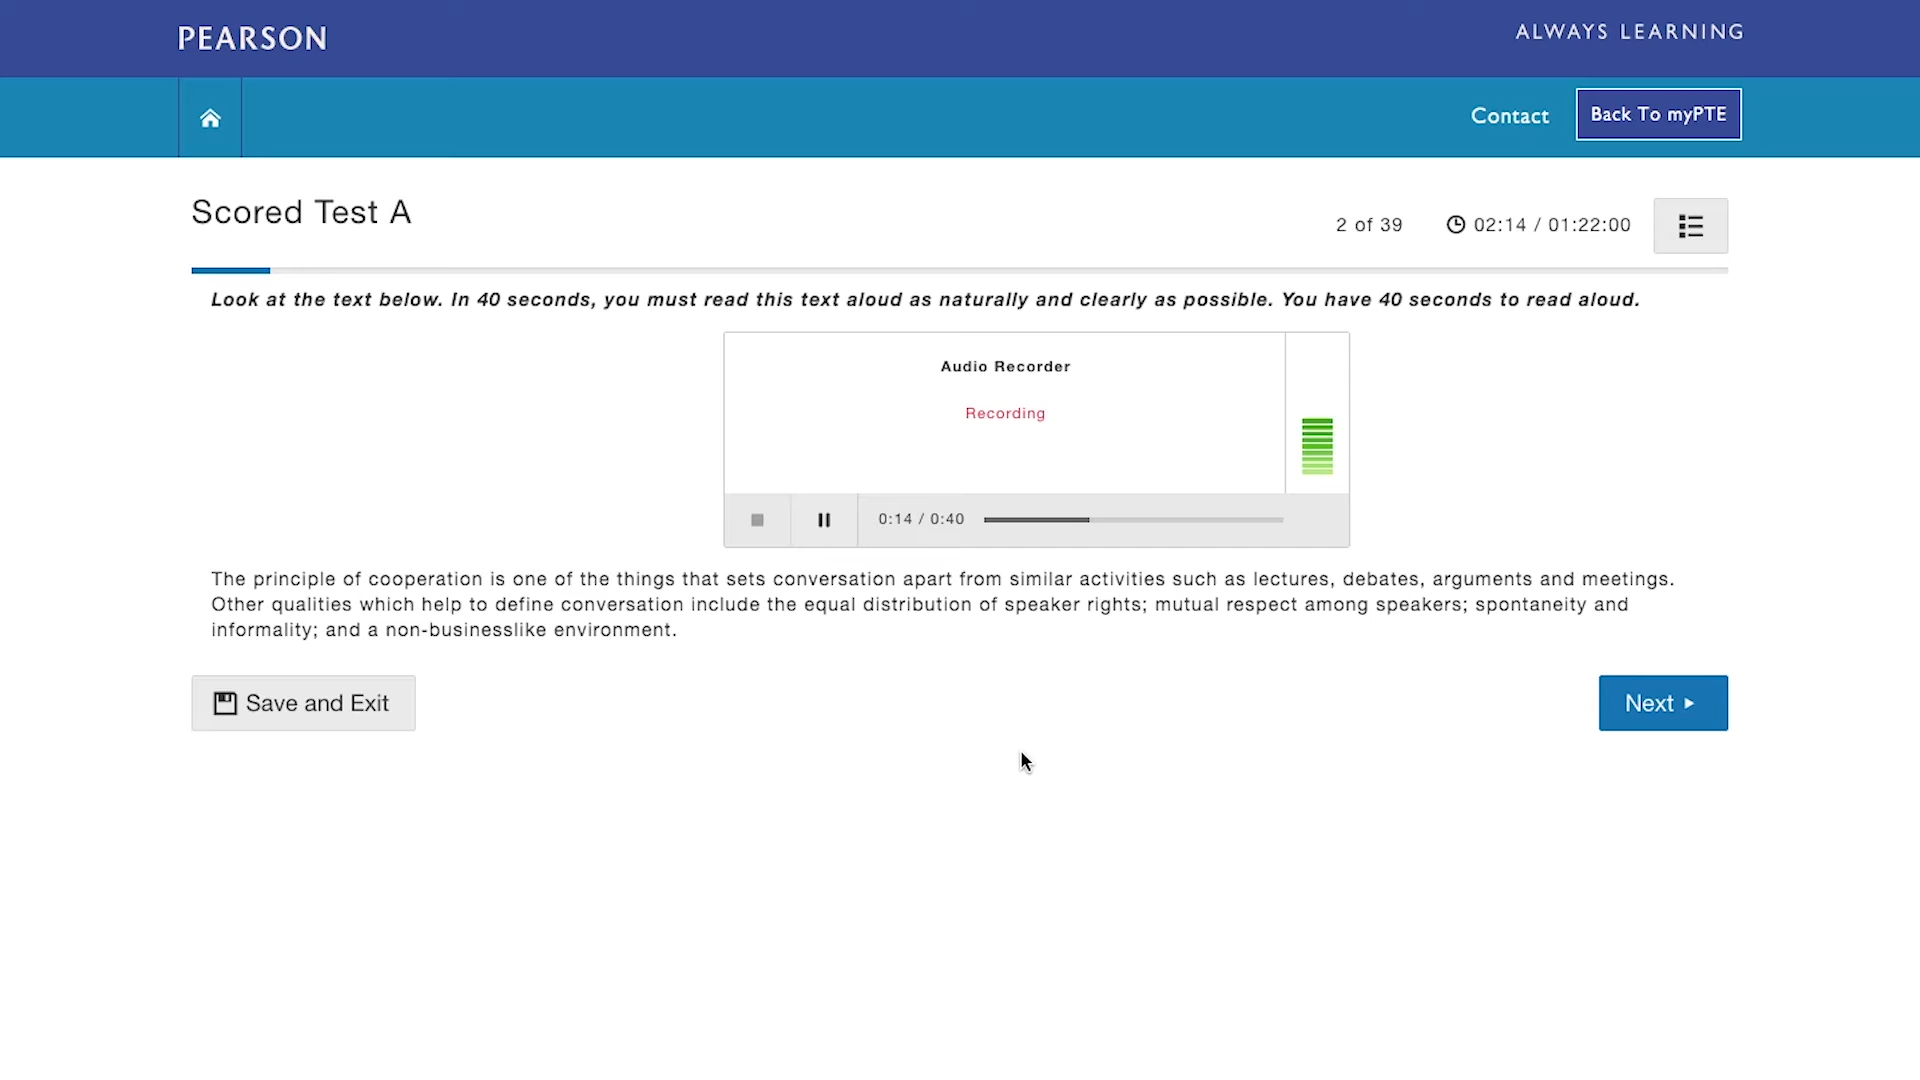 PEARSON
ALWAYS LEARNING
Contact
Back To myPTE
Scored Test A
2 of 39
02:14 / 01:22:00
Look at the text below. In 40 seconds, you must read this text aloud as naturally and clearly as possible. You have 40 seconds to read aloud.
Audio Recorder
Recording
0:14 / 0:40
The principle of cooperation is one of the things that sets conversation apart from similar activities such as lectures, debates, arguments and meetings.
Other qualities which help to define conversation include the equal distribution of speaker rights; mutual respect among speakers; spontaneity and
informality; and a non-businesslike environment.
Save and Exit
Next